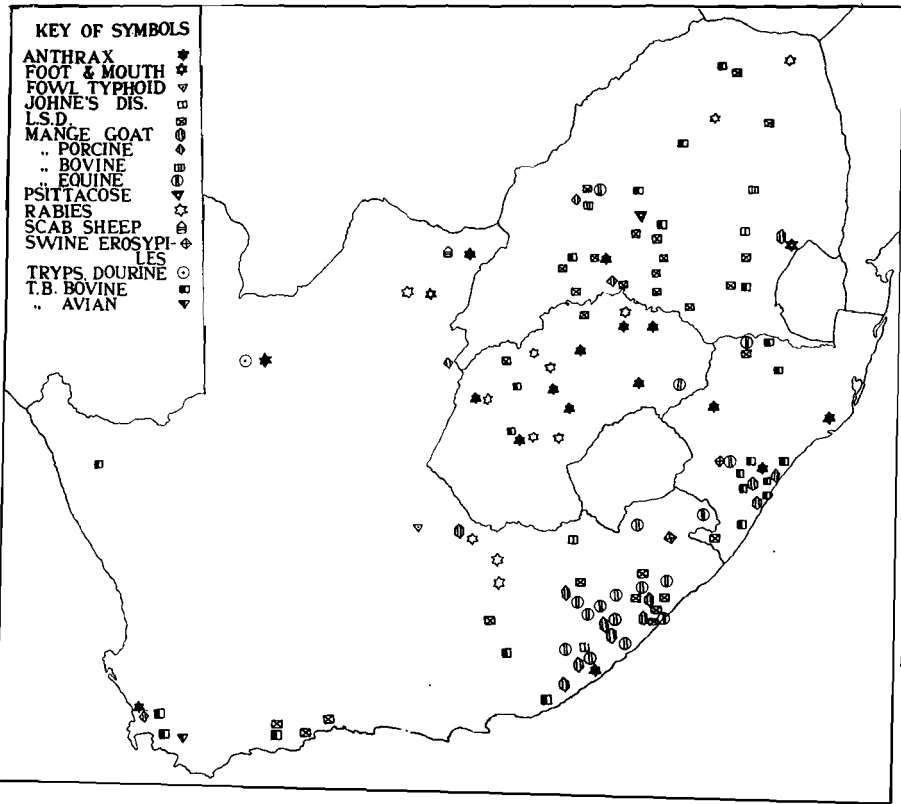 KEY OF SYMBOLS
ANTHRAX
FOOT & MOUTH
FOWL TYPHOID
JOHNE'S DIS.
L.S.D.
MANGE GOAT
„ PORCINE
„ BOVINE
„ EQUINE
PSITTACOSE
RABIES
SCAB SHEEP
SWINE EROSYPI-
LES
TRYPS. DOURINE
T.B. BOVINE
„ AVIAN